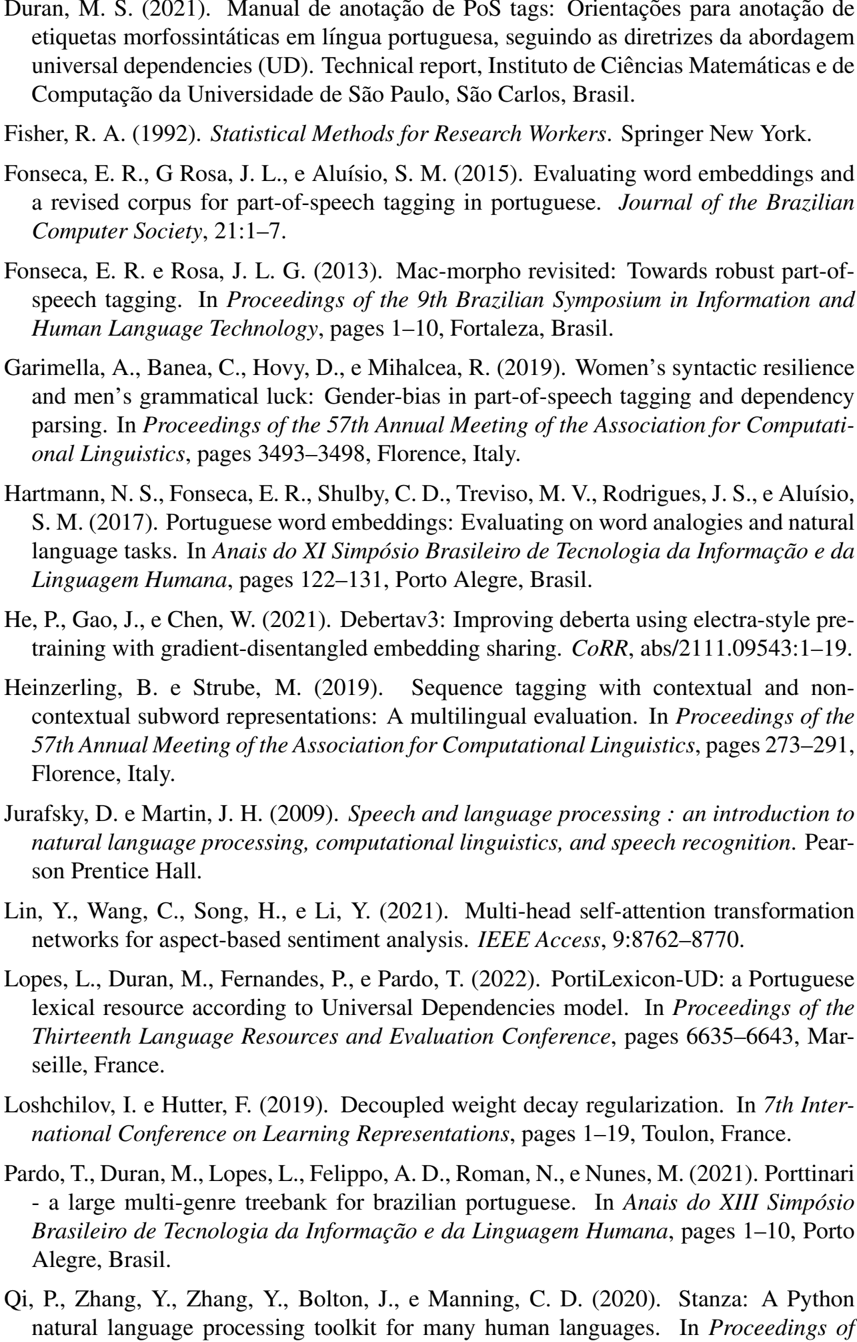 Duran, M. S. (2021). Manual de anotação de PoS tags: Orientações para anotação de
etiquetas morfossintáticas em língua portuguesa, seguindo as diretrizes da abordagem
universal dependencies (UD). Technical report, Instituto de Ciências Matemáticas e de
Computação da Universidade de São Paulo, São Carlos, Brasil.
Fisher, R. A. (1992). Statistical Methods for Research Workers. Springer New York.
Fonseca, E. R., G Rosa, J. L., e Aluísio, S. M. (2015). Evaluating word embeddings and
a revised corpus for part-of-speech tagging in portuguese. Journal of the Brazilian
Computer Society, 21:1–7.
Fonseca, E. R. e Rosa, J. L. G. (2013). Mac-morpho revisited: Towards robust part-of-
speech tagging. In Proceedings of the 9th Brazilian Symposium in Information and
Human Language Technology, pages 1–10, Fortaleza, Brasil.
Garimella, A., Banea, C., Hovy, D., e Mihalcea, R. (2019). Women’s syntactic resilience
and men’s grammatical luck: Gender-bias in part-of-speech tagging and dependency
parsing. In Proceedings of the 57th Annual Meeting of the Association for Computati-
onal Linguistics, pages 3493–3498, Florence, Italy.
Hartmann, N. S., Fonseca, E. R., Shulby, C. D., Treviso, M. V., Rodrigues, J. S., e Aluísio,
S. M. (2017). Portuguese word embeddings: Evaluating on word analogies and natural
language tasks. In Anais do XI Simpósio Brasileiro de Tecnologia da Informação e da
Linguagem Humana, pages 122–131, Porto Alegre, Brasil.
He, P., Gao, J., e Chen, W. (2021). Debertav3: Improving deberta using electra-style pre-
training with gradient-disentangled embedding sharing. CoRR, abs/2111.09543:1–19.
Heinzerling, B. e Strube, M. (2019). Sequence tagging with contextual and non-
contextual subword representations: A multilingual evaluation. In Proceedings of the
57th Annual Meeting of the Association for Computational Linguistics, pages 273–291,
Florence, Italy.
Jurafsky, D. e Martin, J. H. (2009). Speech and language processing : an introduction to
natural language processing, computational linguistics, and speech recognition. Pear-
son Prentice Hall.
Lin, Y., Wang, C., Song, H., e Li, Y. (2021). Multi-head self-attention transformation
networks for aspect-based sentiment analysis. IEEE Access, 9:8762–8770.
Lopes, L., Duran, M., Fernandes, P., e Pardo, T. (2022). PortiLexicon-UD: a Portuguese
lexical resource according to Universal Dependencies model. In Proceedings of the
Thirteenth Language Resources and Evaluation Conference, pages 6635–6643, Mar-
seille, France.
Loshchilov, I. e Hutter, F. (2019). Decoupled weight decay regularization. In 7th Inter-
national Conference on Learning Representations, pages 1–19, Toulon, France.
Pardo, T., Duran, M., Lopes, L., Felippo, A. D., Roman, N., e Nunes, M. (2021). Porttinari
- a large multi-genre treebank for brazilian portuguese. In Anais do XIII Simpósio
Brasileiro de Tecnologia da Informação e da Linguagem Humana, pages 1–10, Porto
Alegre, Brasil.
Qi, P., Zhang, Y., Zhang, Y., Bolton, J., e Manning, C. D. (2020). Stanza: A Python
natural language processing toolkit for many human languages. In Proceedings of